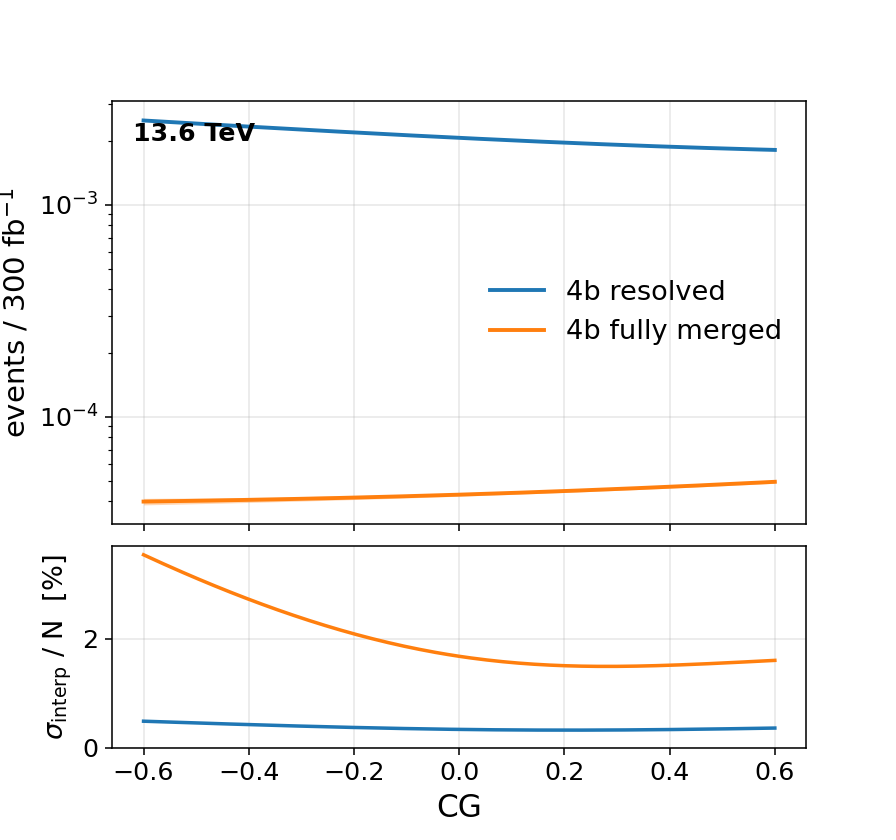 13.6 TeV
10⁻³
10⁻⁴
events / 300 fb⁻¹
4b resolved
4b fully merged
2
0
σ_interp / N [%]
−0.6 −0.4 −0.2 0.0 0.2 0.4 0.6
CG